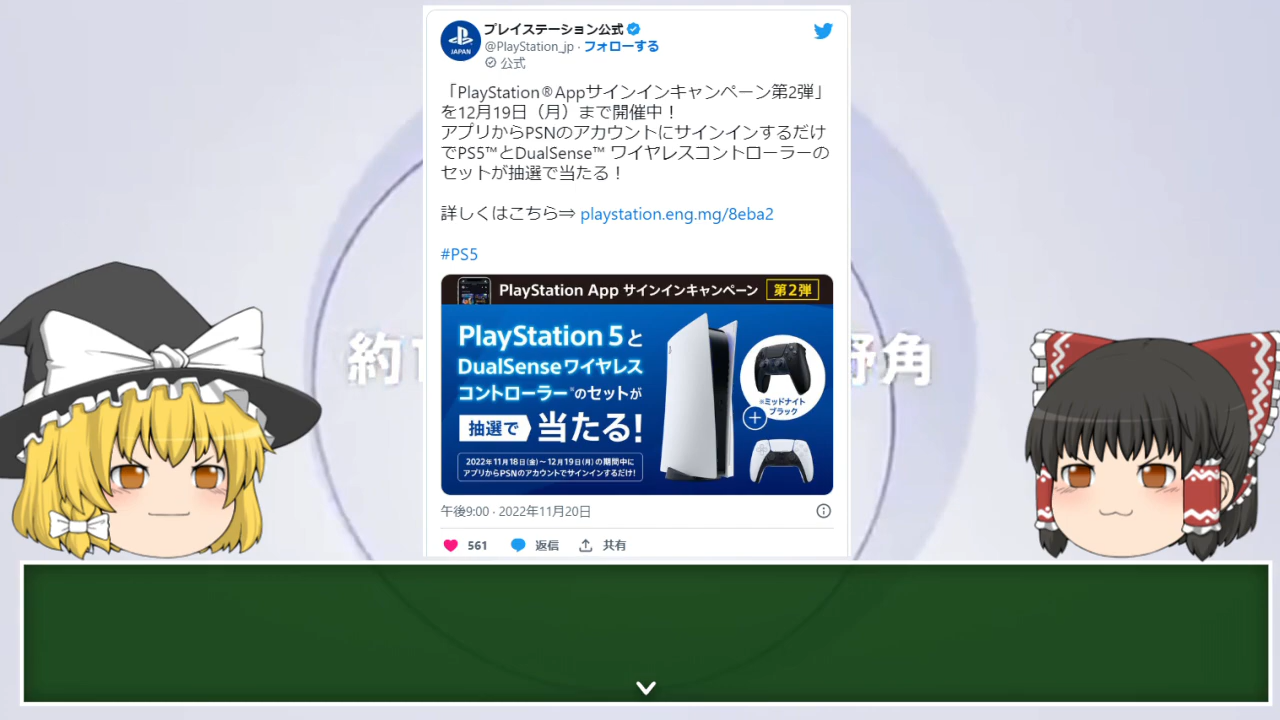 プレイステーション公式
@PlayStation_jp · フォローする
公式
「PlayStation®Appサインインキャンペーン第2弾」
を12月19日（月）まで開催中！
アプリからPSNのアカウントにサインインするだけ
でPS5™とDualSense™ ワイヤレスコントローラーの
セットが抽選で当たる！
詳しくはこちら⇒ playstation.eng.mg/8eba2
#PS5
PlayStation App サインインキャンペーン 第2弾
PlayStation 5と
DualSenseワイヤレス
コントローラー※のセットが
抽選で 当たる!
2022年11月18日(金)～12月19日(月)の期間中に
アプリからPSNのアカウントでサインインするだけ!
※ミッドナイト
ブラック
JAPAN
約
野角
午後9:00 · 2022年11月20日
561 返信 共有